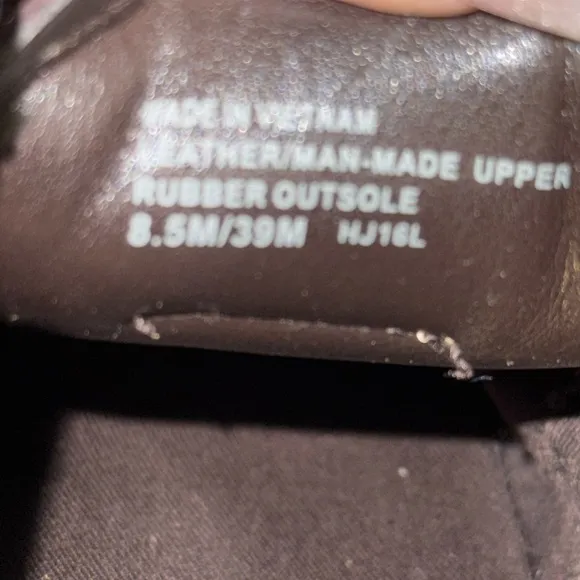 MADE IN VIETNAM
LEATHER/MAN-MADE UPPER
RUBBER OUTSOLE
8.5M/39M HJ16L